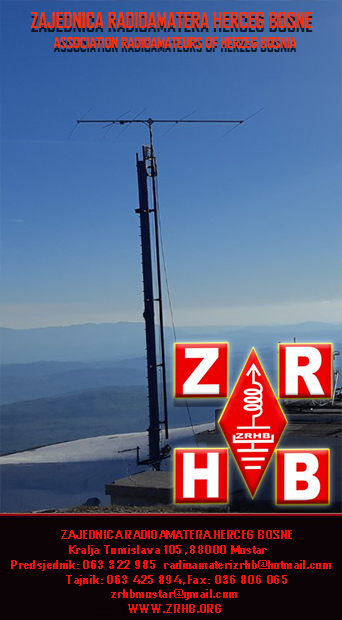 ZAJEDNICA RADIOAMATERA HERCEG BOSNE
ASSOCIATION RADIOAMATEURS OF HERZEG BOSNIA
Z R
ZRHB
H B
ZAJEDNICA RADIOAMATERA HERCEG BOSNE
Kralja Tomislava 105, 88000 Mostar
Predsjednik: 063 322 985 radioamaterizrhb@hotmail.com
Tajnik: 063 425 894, Fax: 036 806 065
zrhbmostar@gmail.com
WWW.ZRHB.ORG